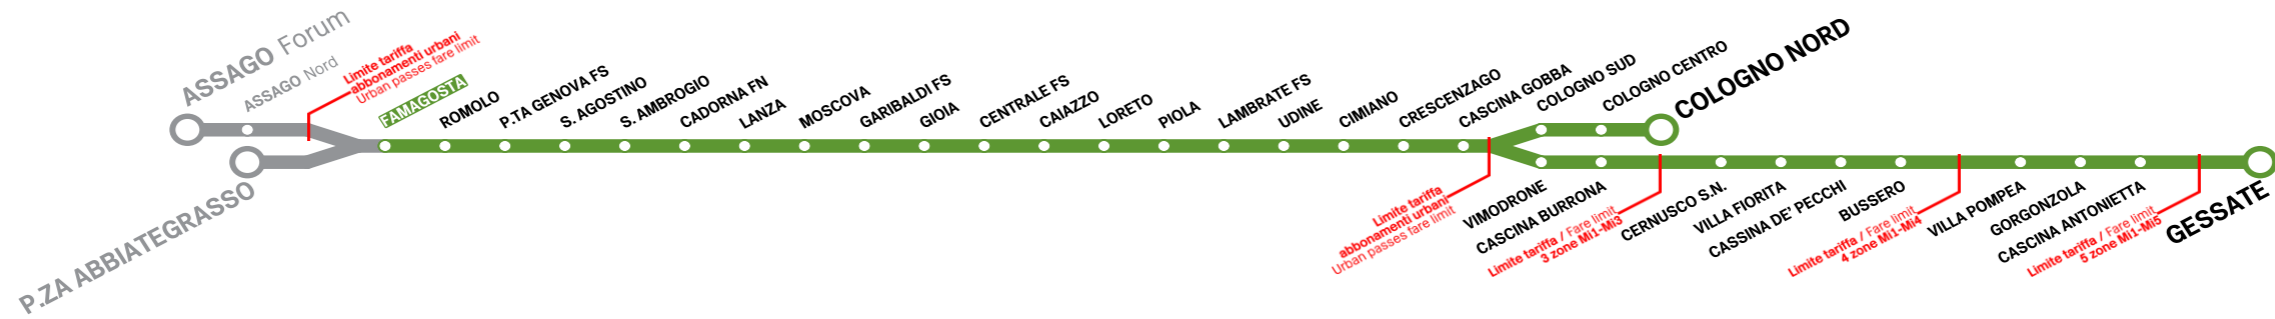 ASSAGO Forum
ASSAGO Nord
Limite tariffa
abbonamenti urbani
Urban passes fare limit
P.ZA ABBIATEGRASSO
FAMAGOSTA
ROMOLO
P.TA GENOVA FS
S. AGOSTINO
S. AMBROGIO
CADORNA FN
LANZA
MOSCOVA
GARIBALDI FS
GIOIA
CENTRALE FS
CAIAZZO
LORETO
PIOLA
LAMBRATE FS
UDINE
CIMIANO
CRESCENZAGO
CASCINA GOBBA
COLOGNO SUD
COLOGNO CENTRO
COLOGNO NORD
Limite tariffa
abbonamenti urbani
Urban passes fare limit
VIMODRONE
CASCINA BURRONA
Limite tariffa / Fare limit
3 zone Mi1-Mi3
CERNUSCO S.N.
VILLA FIORITA
CASSINA DE' PECCHI
BUSSERO
Limite tariffa / Fare limit
4 zone Mi1-Mi4
VILLA POMPEA
GORGONZOLA
CASCINA ANTONIETTA
Limite tariffa / Fare limit
5 zone Mi1-Mi5
GESSATE